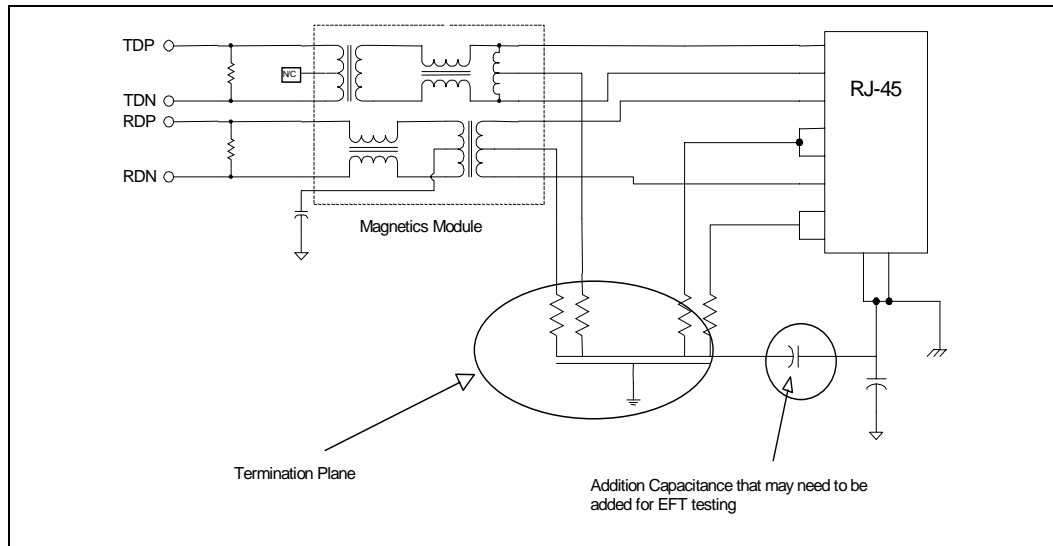 TDP
TDN
RDP
RDN
N/C
RJ-45
Magnetics Module
Termination Plane
Addition Capacitance that may need to be
added for EFT testing